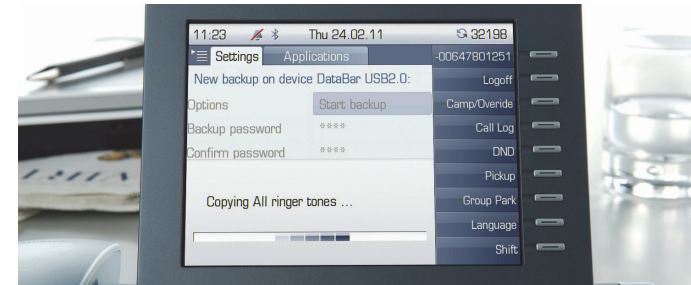 11:23 Thu 24.02.11 32198
Settings Applications
-00647801251
New backup on device DataBar USB2.0:
Logoff
Options Start backup
Camp/Overide
Backup password ****
Call Log
Confirm password ****
DND
Pickup
Copying All ringer tones ...
Group Park
Language
Shift